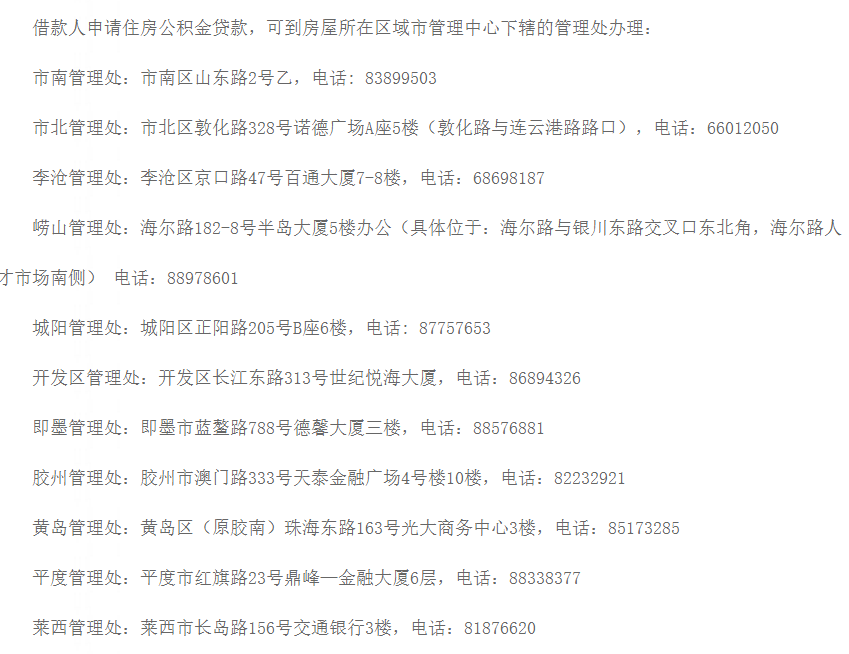 借款人申请住房公积金贷款，可到房屋所在区域市管理中心下辖的管理处办理：
市南管理处：市南区山东路2号乙，电话：83899503
市北管理处：市北区敦化路328号诺德广场A座5楼（敦化路与连云港路路口），电话：66012050
李沧管理处：李沧区京口路47号百通大厦7-8楼，电话：68698187
崂山管理处：海尔路182-8号半岛大厦5楼办公（具体位于：海尔路与银川东路交叉口东北角，海尔路人
才市场南侧） 电话：88978601
城阳管理处：城阳区正阳路205号B座6楼，电话：87757653
开发区管理处：开发区长江东路313号世纪悦海大厦，电话：86894326
即墨管理处：即墨市蓝鳌路788号德馨大厦三楼，电话：88576881
胶州管理处：胶州市澳门路333号天泰金融广场4号楼10楼，电话：82232921
黄岛管理处：黄岛区（原胶南）珠海东路163号光大商务中心3楼，电话：85173285
平度管理处：平度市红旗路23号鼎峰—金融大厦6层，电话：88338377
莱西管理处：莱西市长岛路156号交通银行3楼，电话：81876620